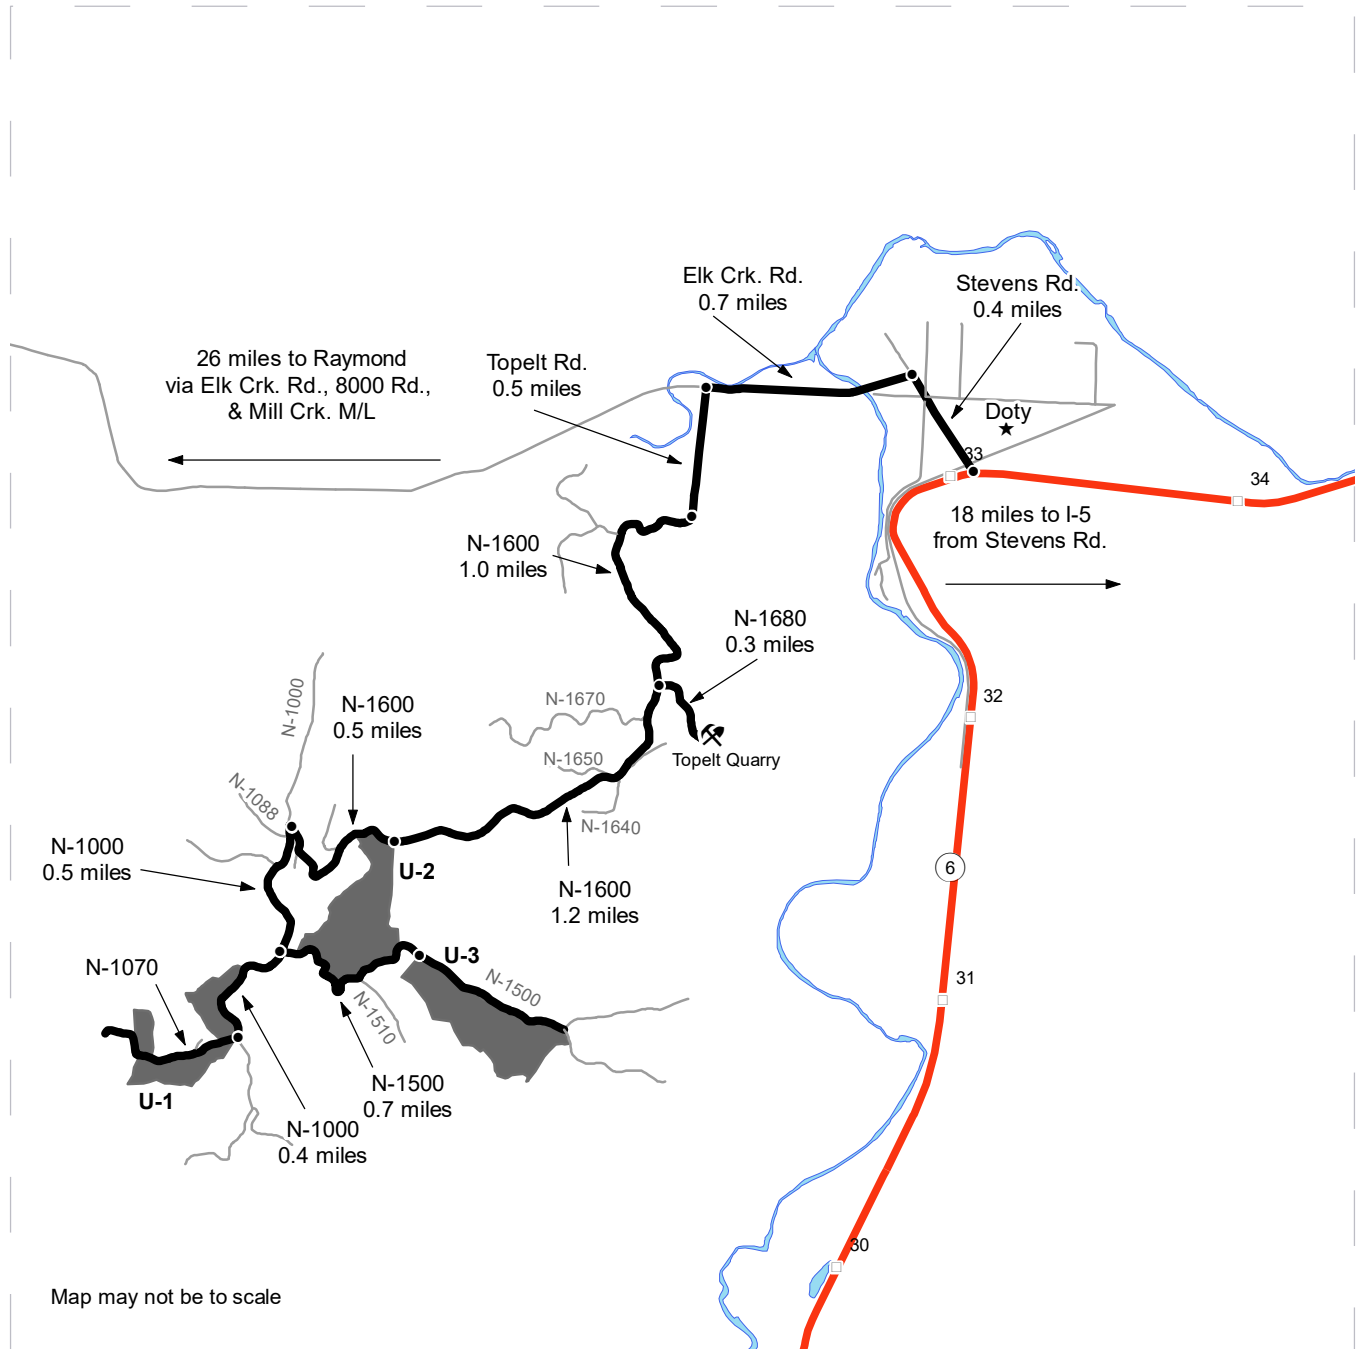 Elk Crk. Rd.
0.7 miles
Stevens Rd.
0.4 miles
26 miles to Raymond
via Elk Crk. Rd., 8000 Rd.,
& Mill Crk. M/L
Topelt Rd.
0.5 miles
Doty
33
34
18 miles to I-5
from Stevens Rd.
N-1600
1.0 miles
N-1680
0.3 miles
N-1000
N-1600
0.5 miles
N-1670
32
N-1650
Topelt Quarry
N-1088
N-1640
N-1000
0.5 miles
U-2
6
N-1600
1.2 miles
U-3
N-1070
N-1500
31
N-1510
N-1500
0.7 miles
U-1
N-1000
0.4 miles
30
Map may not be to scale